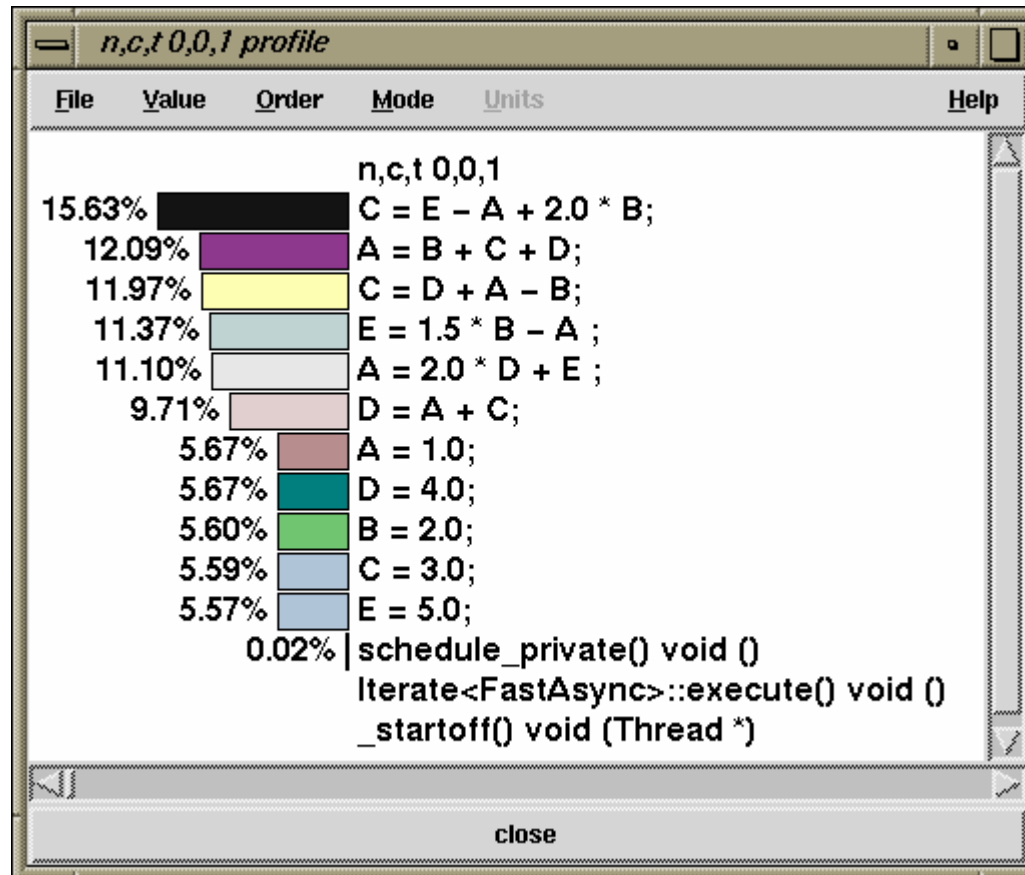 n,c,t 0,0,1 profile
File Value Order Mode Units Help
n,c,t 0,0,1
15.63% C = E – A + 2.0 * B;
12.09% A = B + C + D;
11.97% C = D + A – B;
11.37% E = 1.5 * B – A ;
11.10% A = 2.0 * D + E ;
9.71% D = A + C;
5.67% A = 1.0;
5.67% D = 4.0;
5.60% B = 2.0;
5.59% C = 3.0;
5.57% E = 5.0;
0.02% schedule_private() void ()
Iterate<FastAsync>::execute() void ()
_startoff() void (Thread *)
close